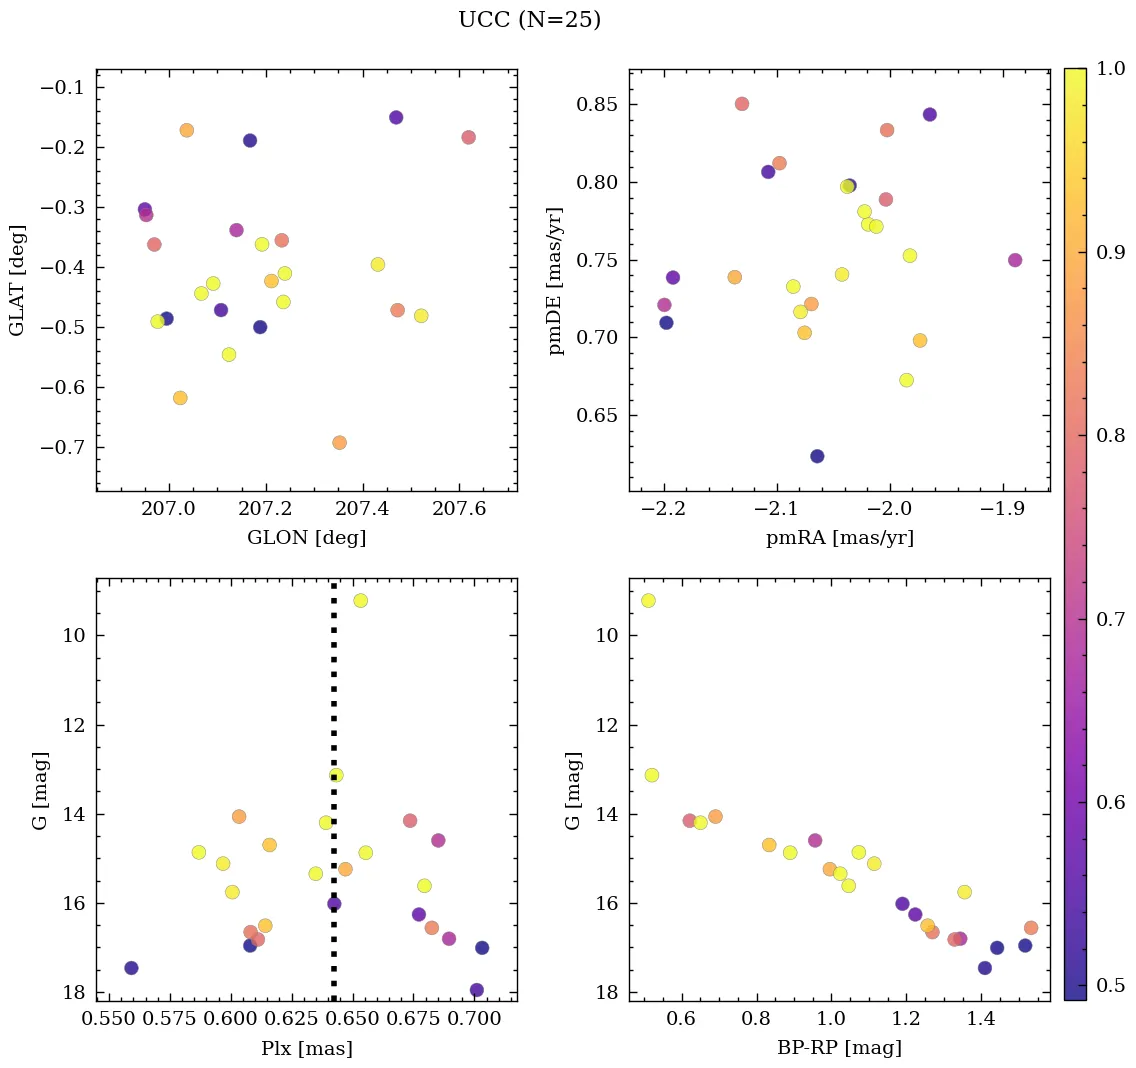 UCC (N=25)
−0.1
−0.2
−0.3
−0.4
−0.5
−0.6
−0.7
GLAT [deg]
207.0 207.2 207.4 207.6
GLON [deg]
0.85
0.80
0.75
0.70
0.65
pmDE [mas/yr]
−2.2 −2.1 −2.0 −1.9
pmRA [mas/yr]
10
12
14
16
18
G [mag]
0.550 0.575 0.600 0.625 0.650 0.675 0.700
Plx [mas]
10
12
14
16
18
G [mag]
0.6 0.8 1.0 1.2 1.4
BP-RP [mag]
1.0
0.9
0.8
0.7
0.6
0.5